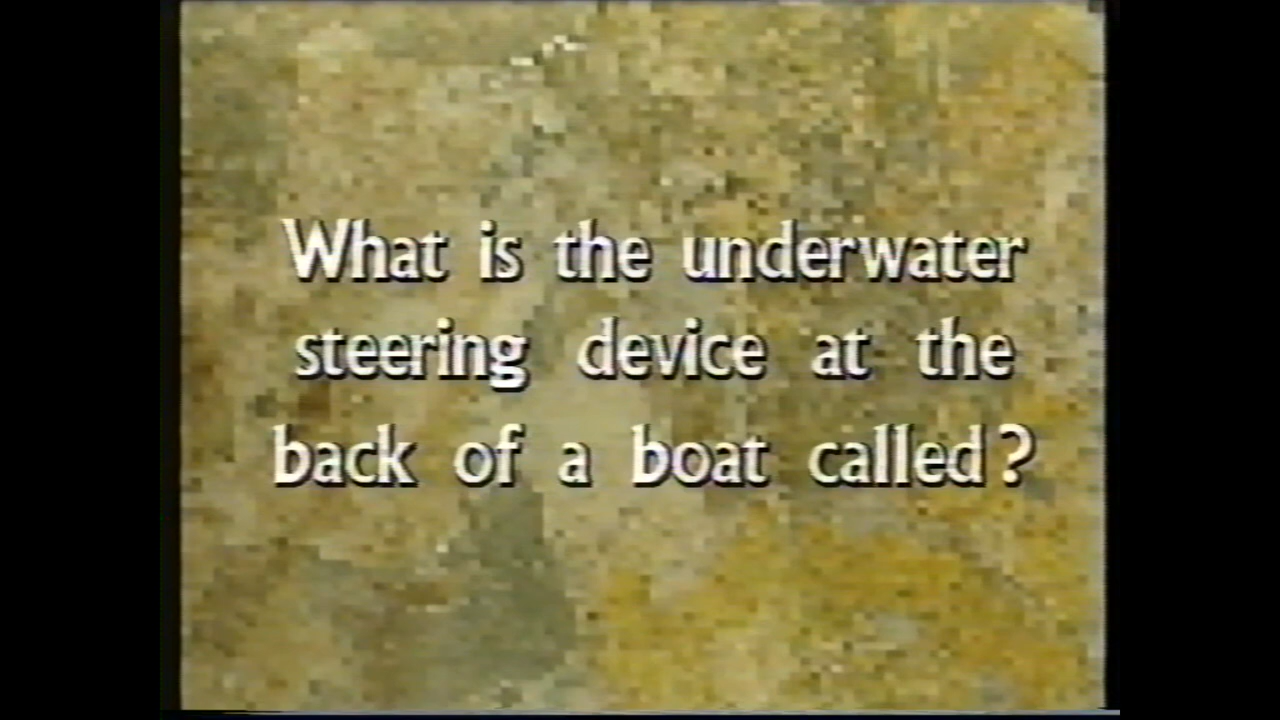 What is the underwater
steering device at the
back of a boat called?